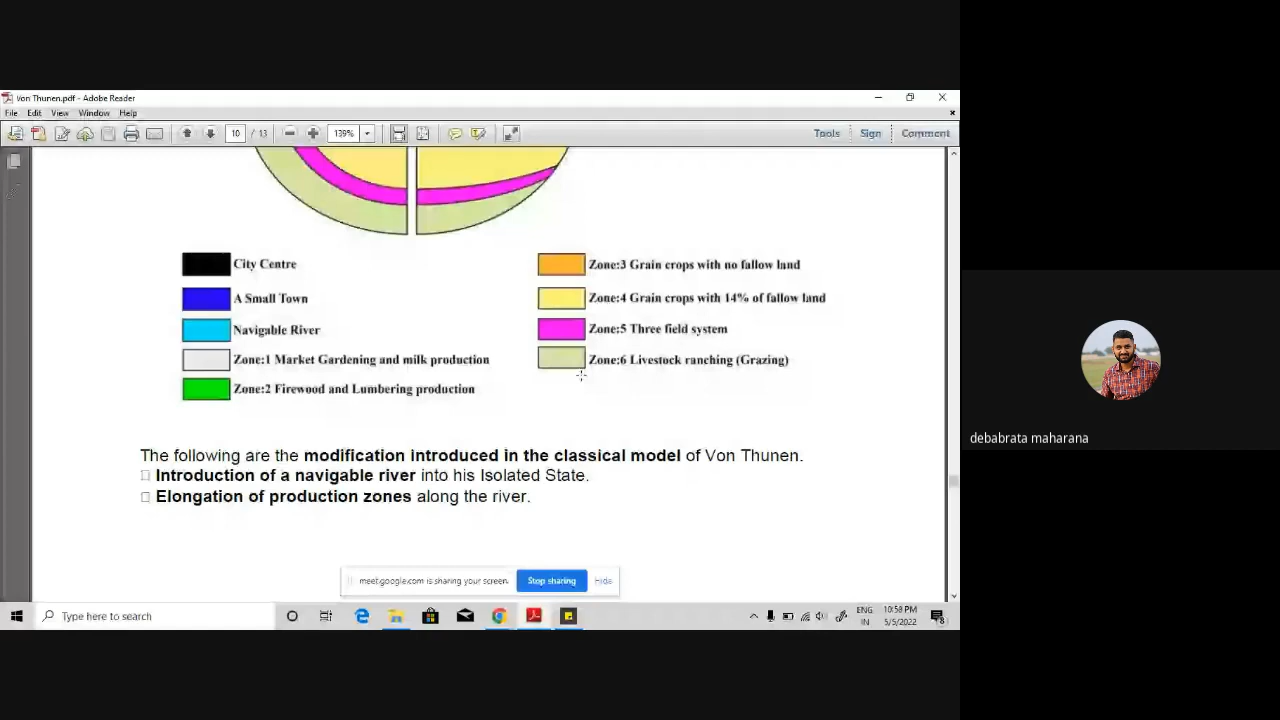 Von Thunen.pdf - Adobe Reader
File Edit View Window Help
10 / 13 139% Tools Sign Comment
City Centre
A Small Town
Navigable River
Zone:1 Market Gardening and milk production
Zone:2 Firewood and Lumbering production
Zone:3 Grain crops with no fallow land
Zone:4 Grain crops with 14% of fallow land
Zone:5 Three field system
Zone:6 Livestock ranching (Grazing)
The following are the modification introduced in the classical model of Von Thunen.
Introduction of a navigable river into his Isolated State.
Elongation of production zones along the river.
meet.google.com is sharing your screen. Stop sharing Hide
Type here to search
ENG
IN
10:58 PM
5/5/2022
8
debabrata maharana